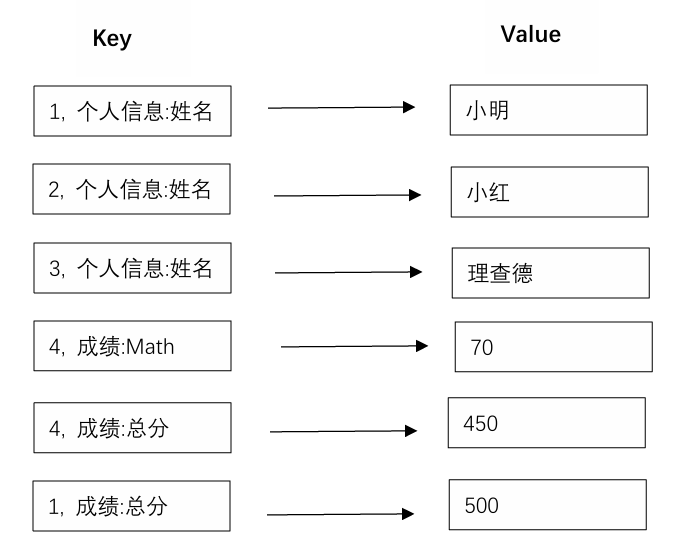 Key Value
1, 个人信息:姓名 小明
2, 个人信息:姓名 小红
3, 个人信息:姓名 理查德
4, 成绩:Math 70
4, 成绩:总分 450
1, 成绩:总分 500